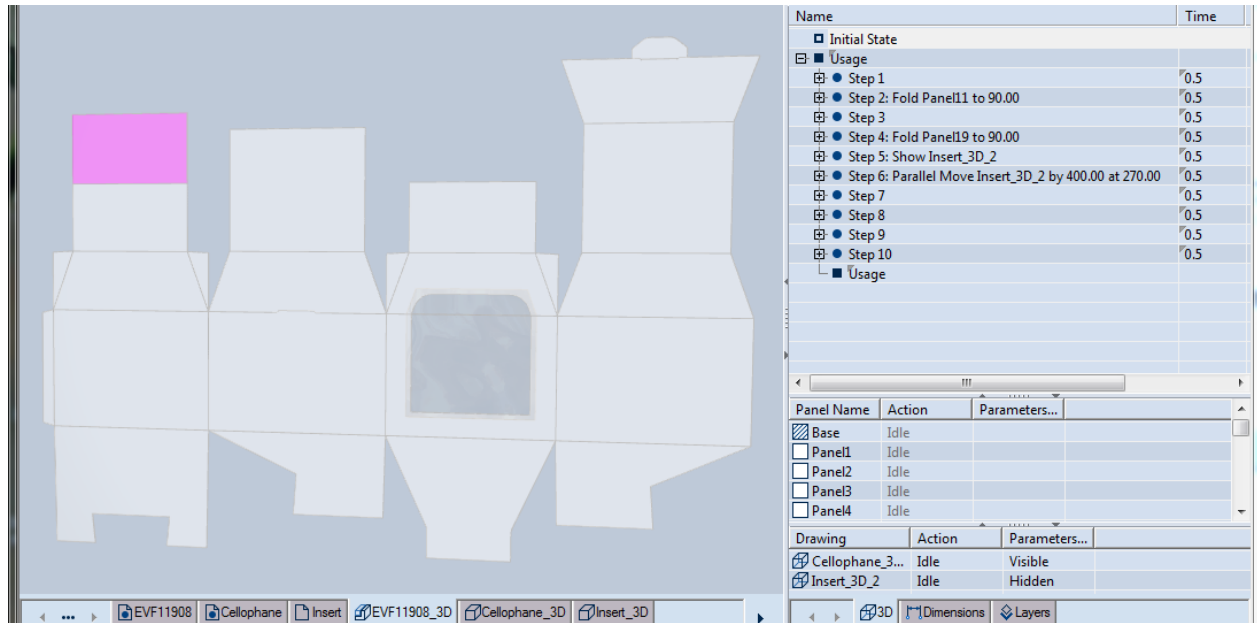 Name Time
Initial State
Usage
Step 1 0.5
Step 2: Fold Panel11 to 90.00 0.5
Step 3 0.5
Step 4: Fold Panel19 to 90.00 0.5
Step 5: Show Insert_3D_2 0.5
Step 6: Parallel Move Insert_3D_2 by 400.00 at 270.00 0.5
Step 7 0.5
Step 8 0.5
Step 9 0.5
Step 10 0.5
Usage
Panel Name Action Parameters...
Base Idle
Panel1 Idle
Panel2 Idle
Panel3 Idle
Panel4 Idle
Drawing Action Parameters...
Cellophane_3... Idle Visible
Insert_3D_2 Idle Hidden
... EVF11908 Cellophane Insert EVF11908_3D Cellophane_3D Insert_3D 3D Dimensions Layers